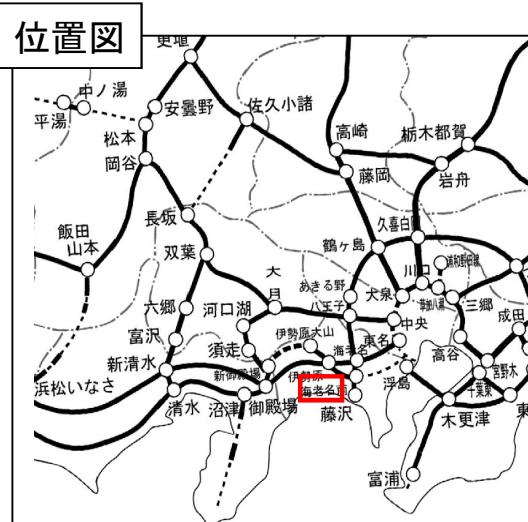 位置図
更埴
中ノ湯
平湯
安曇野
松本
岡谷
佐久小諸
高崎
栃木都賀
藤岡
岩舟
飯田
山本
長坂
双葉
久喜白岡
鶴ヶ島
川口
大月
あきる野
八王子
大泉
三郷
六郷
河口湖
中央
成田
伊勢原大山
海老名
東名
富沢
須走
高谷
新清水
新御殿場
伊勢原
宮野木
千葉東
浜松いなさ
海老名南
浮島
清水
沼津
御殿場
藤沢
木更津
東
富浦